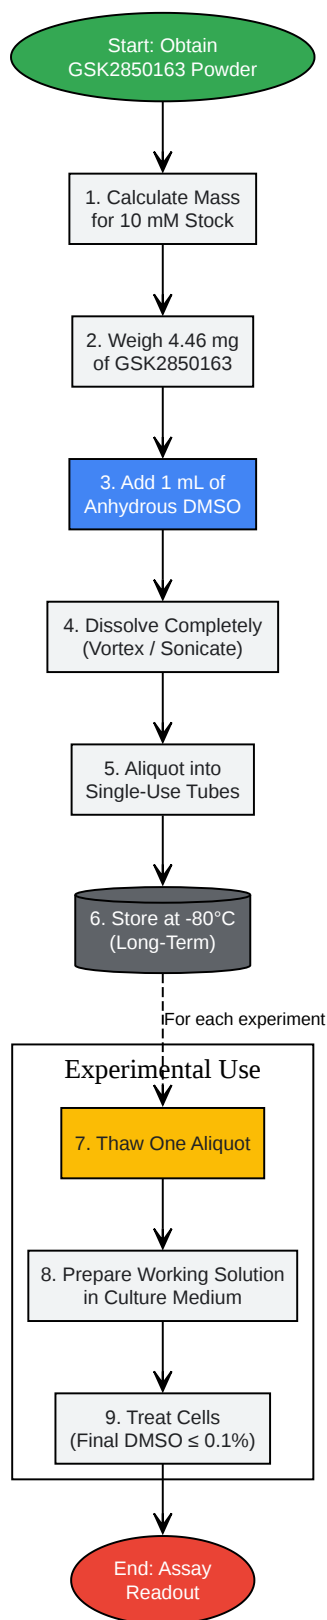 Start: Obtain
GSK2850163 Powder
1. Calculate Mass
for 10 mM Stock
2. Weigh 4.46 mg
of GSK2850163
3. Add 1 mL of
Anhydrous DMSO
4. Dissolve Completely
(Vortex / Sonicate)
5. Aliquot into
Single-Use Tubes
6. Store at -80°C
(Long-Term)
For each experiment
Experimental Use
7. Thaw One Aliquot
8. Prepare Working Solution
in Culture Medium
9. Treat Cells
(Final DMSO ≤ 0.1%)
End: Assay
Readout